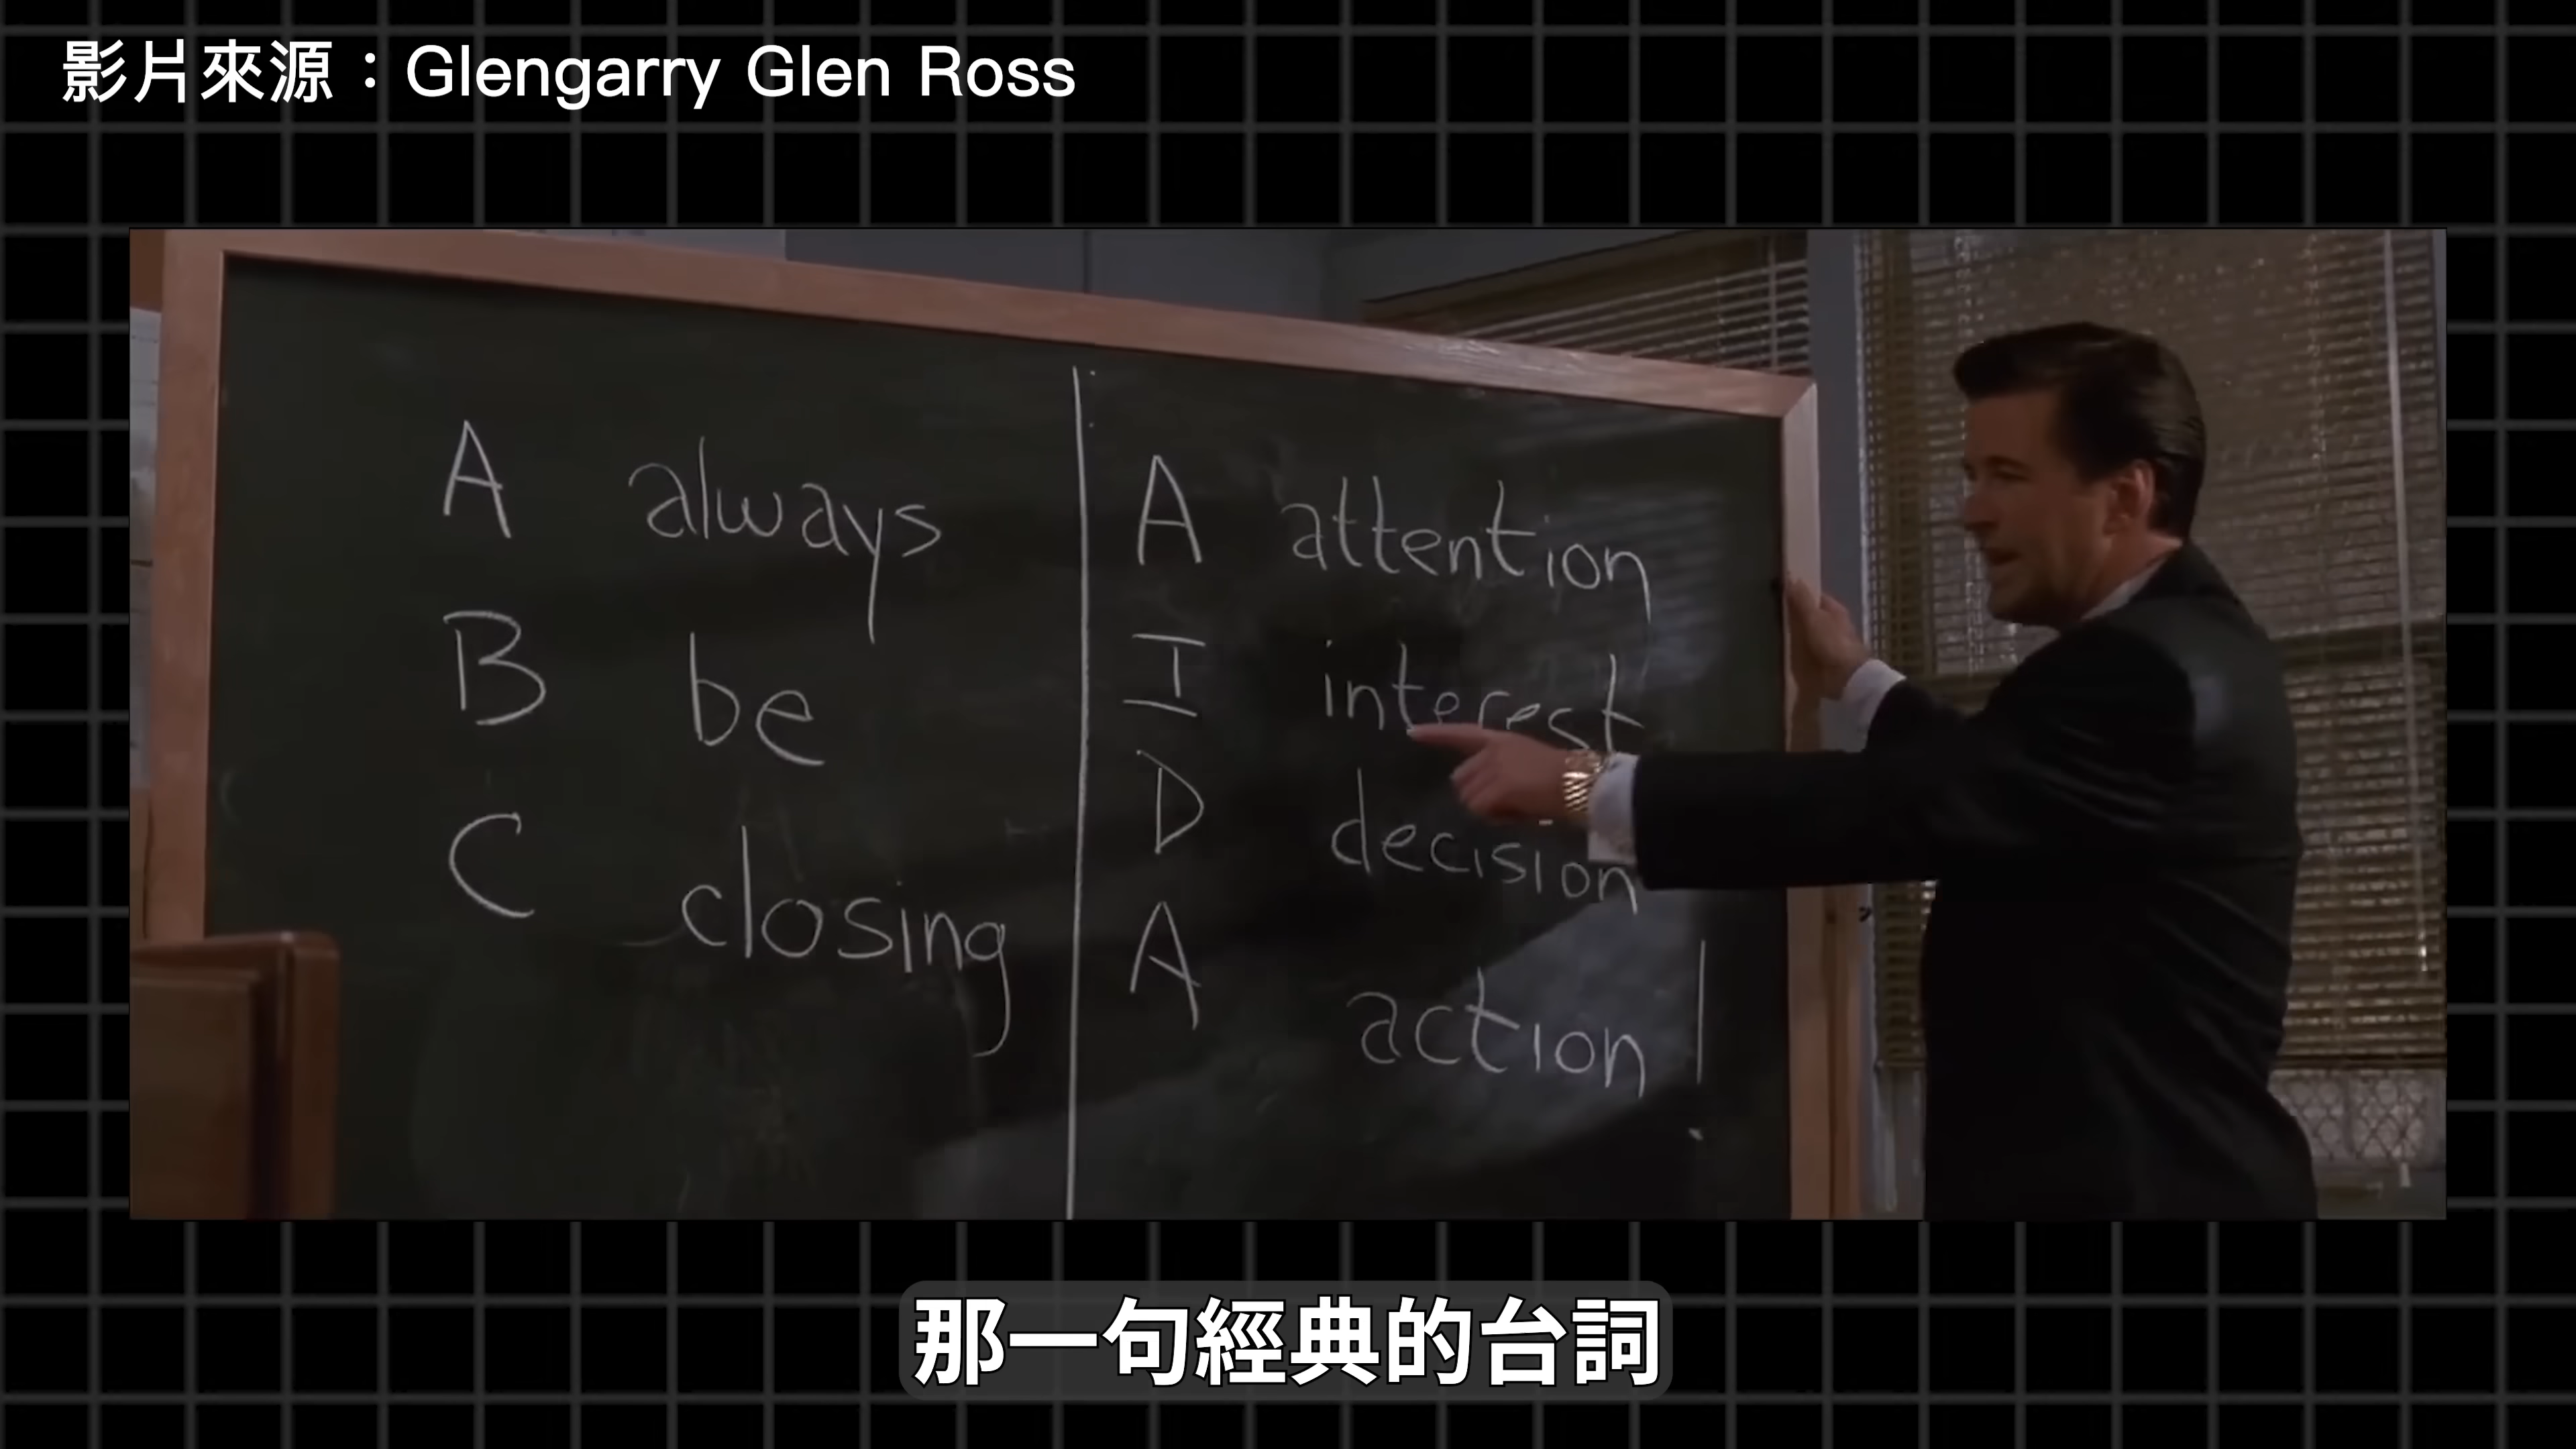 影片來源：Glengarry Glen Ross
A always
B be
C closing
A attention
I interest
D decision
A action!
那一句經典的台詞